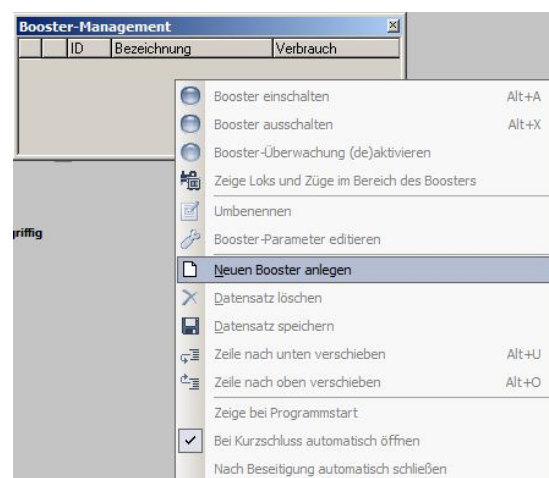 Booster-Management
ID Bezeichnung Verbrauch
Booster einschalten Alt+A
Booster ausschalten Alt+X
Booster-Überwachung (de)aktivieren
Zeige Loks und Züge im Bereich des Boosters
Umbenennen
griffig
Booster-Parameter editieren
Neuen Booster anlegen
Datensatz löschen
Datensatz speichern
Zeile nach unten verschieben Alt+U
Zeile nach oben verschieben Alt+O
Zeige bei Programmstart
Bei Kurzschluss automatisch öffnen
Nach Beseitigung automatisch schließen